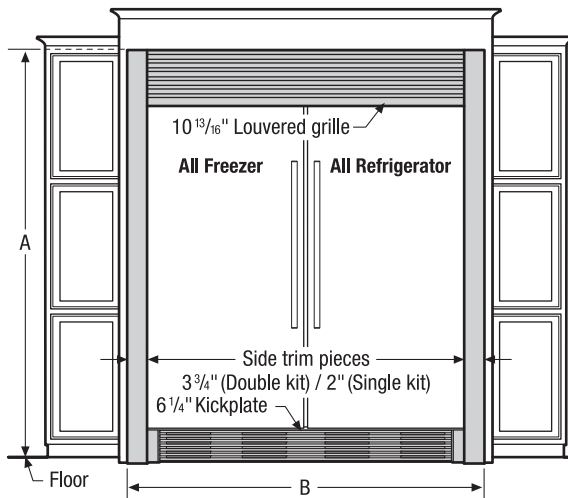 10 13/16" Louvered grille
All Freezer
All Refrigerator
A
Side trim pieces
3 3/4" (Double kit) / 2" (Single kit)
6 1/4" Kickplate
Floor
B